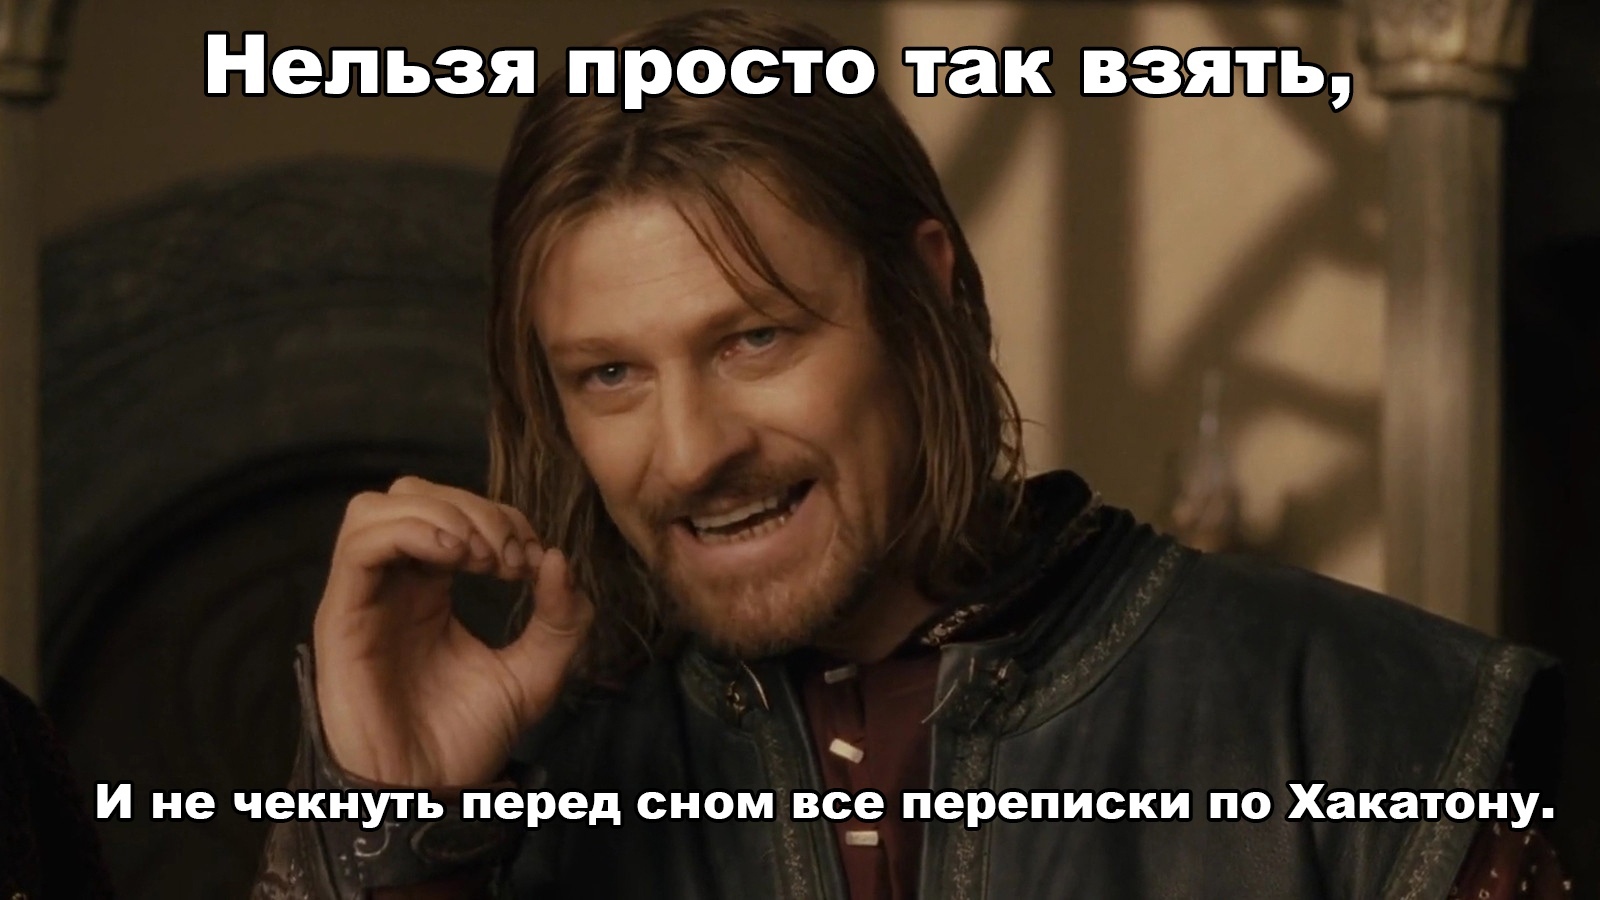 Нельзя просто так взять,
И не чекнуть перед сном все переписки по Хакатону.